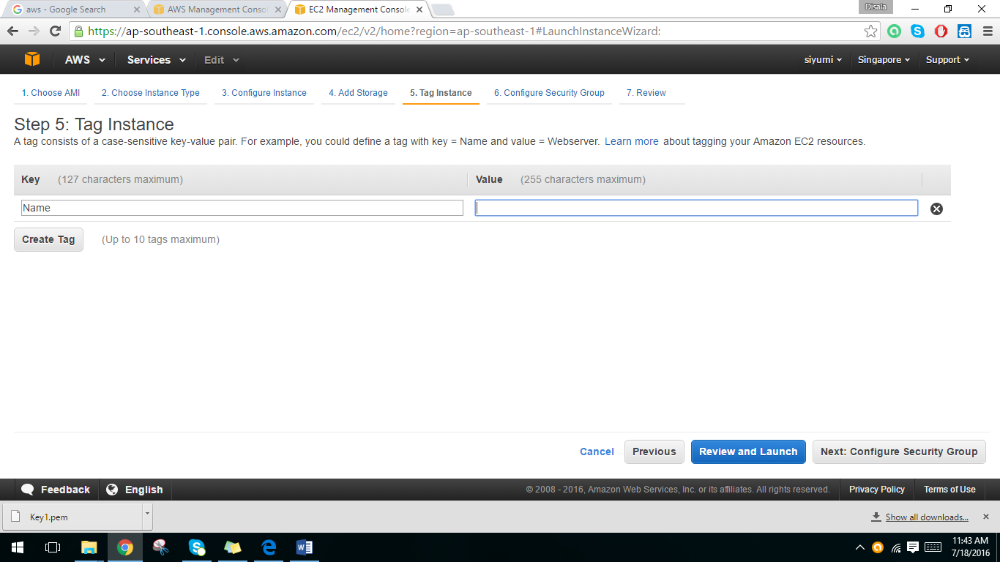 aws - Google Search
AWS Management Consol
EC2 Management Console
Disala
https://ap-southeast-1.console.aws.amazon.com/ec2/v2/home?region=ap-southeast-1#LaunchInstanceWizard:
AWS
Services
Edit
siyumi
Singapore
Support
1. Choose AMI
2. Choose Instance Type
3. Configure Instance
4. Add Storage
5. Tag Instance
6. Configure Security Group
7. Review
Step 5: Tag Instance
A tag consists of a case-sensitive key-value pair. For example, you could define a tag with key = Name and value = Webserver. Learn more about tagging your Amazon EC2 resources.
Key (127 characters maximum)
Value (255 characters maximum)
Name
Create Tag (Up to 10 tags maximum)
Cancel
Previous
Review and Launch
Next: Configure Security Group
Feedback
English
© 2008 - 2016, Amazon Web Services, Inc. or its affiliates. All rights reserved.
Privacy Policy
Terms of Use
Key1.pem
Show all downloads...
11:43 AM
7/18/2016